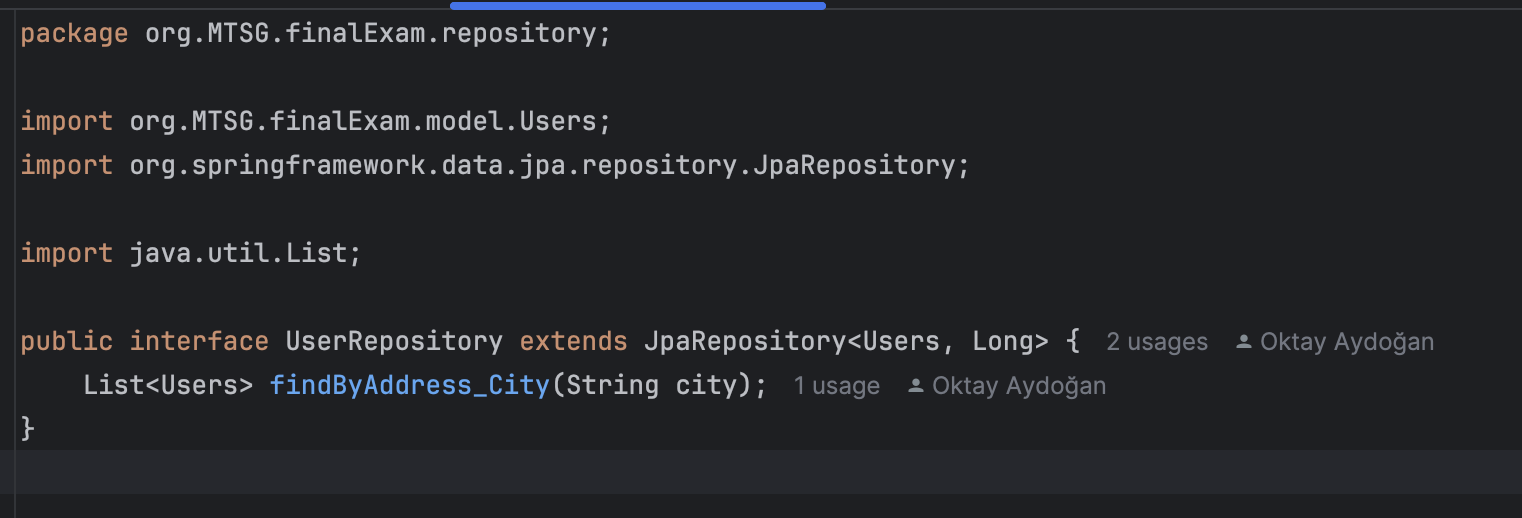 package org.MTSG.finalExam.repository;
import org.MTSG.finalExam.model.Users;
import org.springframework.data.jpa.repository.JpaRepository;
import java.util.List;
public interface UserRepository extends JpaRepository<Users, Long> { 2 usages Oktay Aydoğan
    List<Users> findByAddress_City(String city); 1 usage Oktay Aydoğan
}